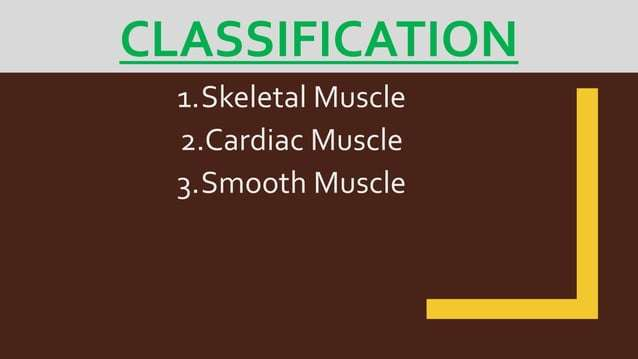 CLASSIFICATION
1.Skeletal Muscle
2.Cardiac Muscle
3.Smooth Muscle